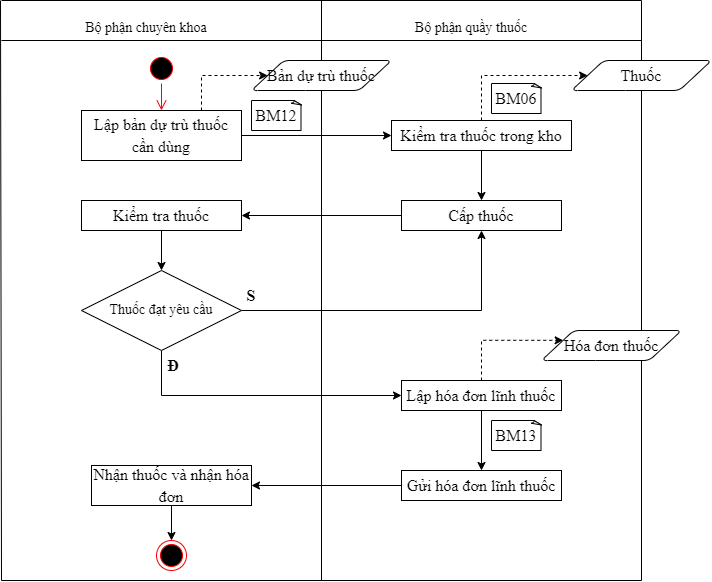 Bộ phận chuyên khoa
Bộ phận quầy thuốc
Bản dự trù thuốc
Thuốc
BM12
BM06
Lập bản dự trù thuốc
cần dùng
Kiểm tra thuốc trong kho
Kiểm tra thuốc
Cấp thuốc
Thuốc đạt yêu cầu
S
Đ
Hóa đơn thuốc
Lập hóa đơn lĩnh thuốc
BM13
Nhận thuốc và nhận hóa
đơn
Gửi hóa đơn lĩnh thuốc